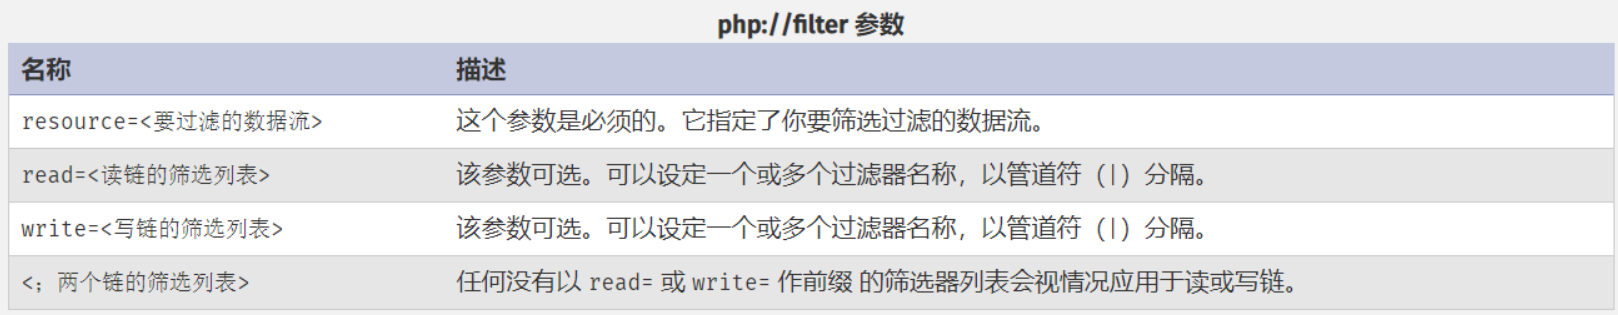 php://filter 参数
名称 描述
resource=<要过滤的数据流> 这个参数是必须的。它指定了你要筛选过滤的数据流。
read=<读链的筛选列表> 该参数可选。可以设定一个或多个过滤器名称，以管道符（|）分隔。
write=<写链的筛选列表> 该参数可选。可以设定一个或多个过滤器名称，以管道符（|）分隔。
<；两个链的筛选列表> 任何没有以 read= 或 write= 作前缀 的筛选器列表会视情况应用于读或写链。